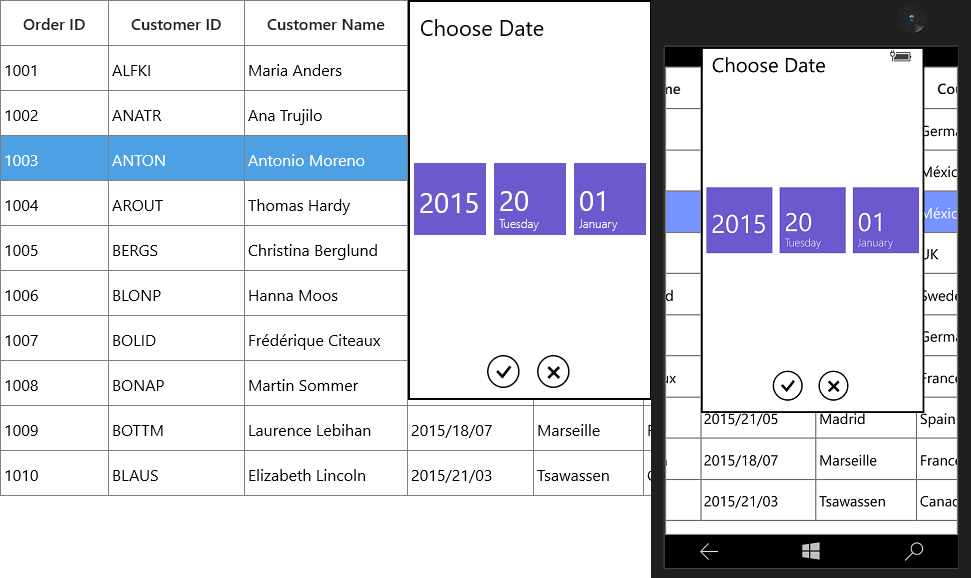 Order ID Customer ID Customer Name
1001 ALFKI Maria Anders
1002 ANATR Ana Trujilo
1003 ANTON Antonio Moreno
1004 AROUT Thomas Hardy
1005 BERGS Christina Berglund
1006 BLONP Hanna Moos
1007 BOLID Frédérique Citeaux
1008 BONAP Martin Sommer
1009 BOTTM Laurence Lebihan 2015/18/07 Marseille
1010 BLAUS Elizabeth Lincoln 2015/21/03 Tsawassen
Choose Date
2015 20 01
Tuesday January
Choose Date
me Cou
Germa
Méxic
2015 20 01
Tuesday January
Méxic
UK
d Swede
Germa
ux France
2015/21/05 Madrid Spain
2015/18/07 Marseille France
2015/21/03 Tsawassen Canad